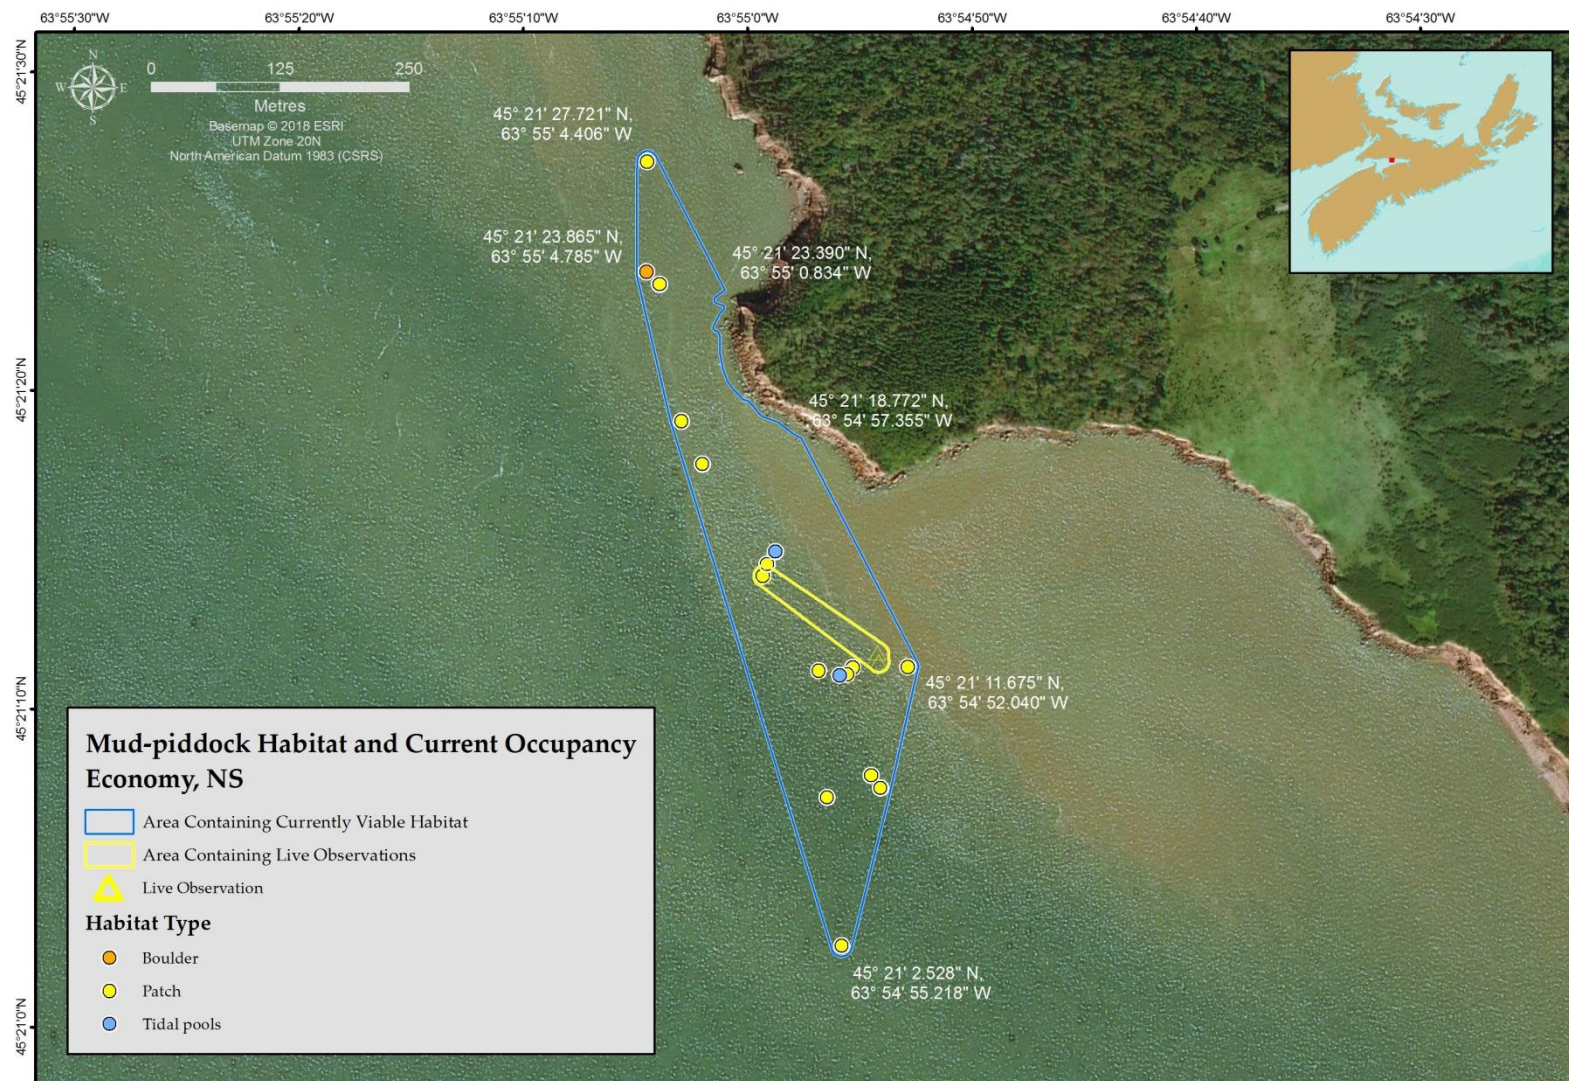 63°55'30"W
63°55'20"W
63°55'10"W
63°55'0"W
63°54'50"W
63°54'40"W
63°54'30"W
45°21'30"N
45°21'20"N
45°21'10"N
45°21'0"N
N
W
E
S
0 125 250
Metres
Basemap © 2018 ESRI
UTM Zone 20N
North American Datum 1983 (CSRS)
45° 21' 27.721" N,
63° 55' 4.406" W
45° 21' 23.865" N,
63° 55' 4.785" W
45° 21' 23.390" N,
63° 55' 0.834" W
45° 21' 18.772" N,
63° 54' 57.355" W
45° 21' 11.675" N,
63° 54' 52.040" W
45° 21' 2.528" N,
63° 54' 55.218" W
Mud-piddock Habitat and Current Occupancy
Economy, NS
Area Containing Currently Viable Habitat
Area Containing Live Observations
Live Observation
Habitat Type
Boulder
Patch
Tidal pools